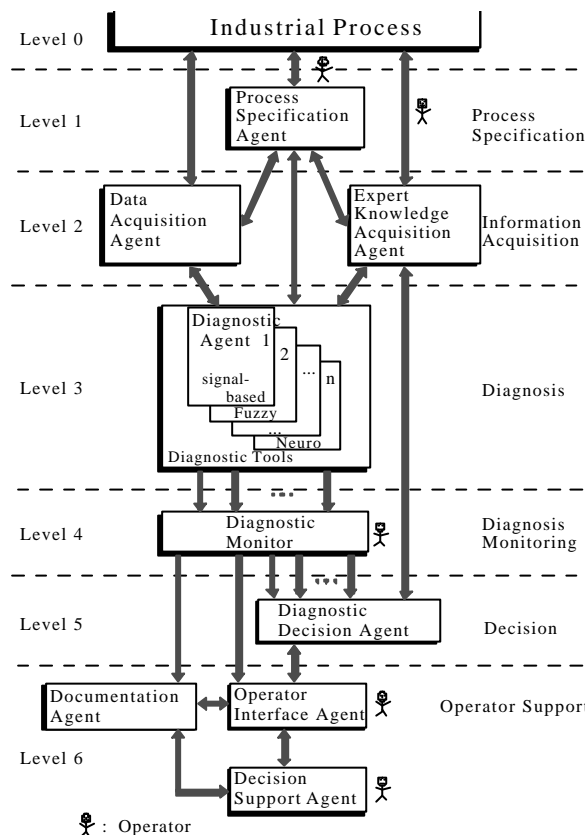 Level 0
Industrial Process
Level 1
Process
Specification
Agent
Process
Specification
Level 2
Data
Acquisition
Agent
Expert
Knowledge
Acquisition
Agent
Information
Acquisition
Level 3
Diagnostic
Agent 1
signal-
based
2
Fuzzy
...
...
n
Neuro
Diagnostic Tools
Diagnosis
Level 4
Diagnostic
Monitor
Diagnosis
Monitoring
Level 5
Diagnostic
Decision Agent
Decision
Documentation
Agent
Operator
Interface Agent
Operator Support
Level 6
Decision
Support Agent
: Operator